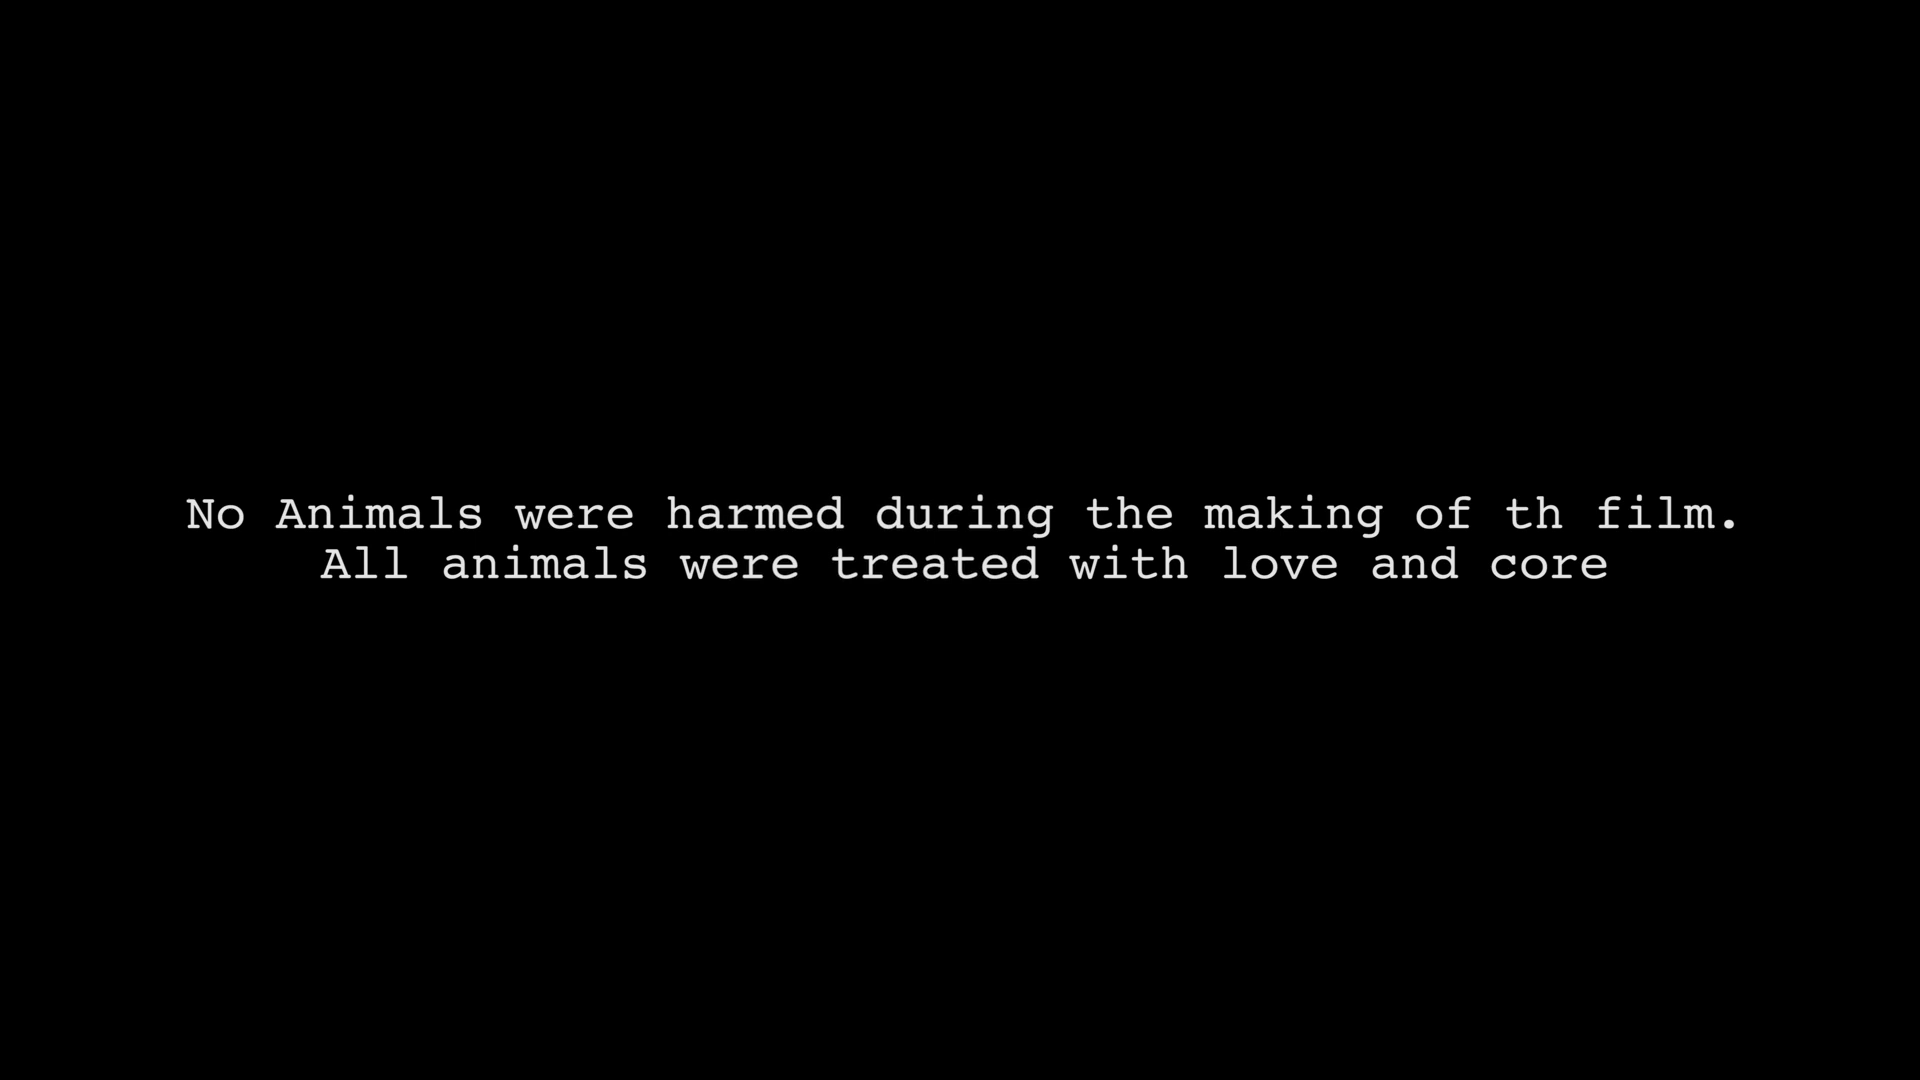 No Animals were harmed during the making of th film.
All animals were treated with love and core